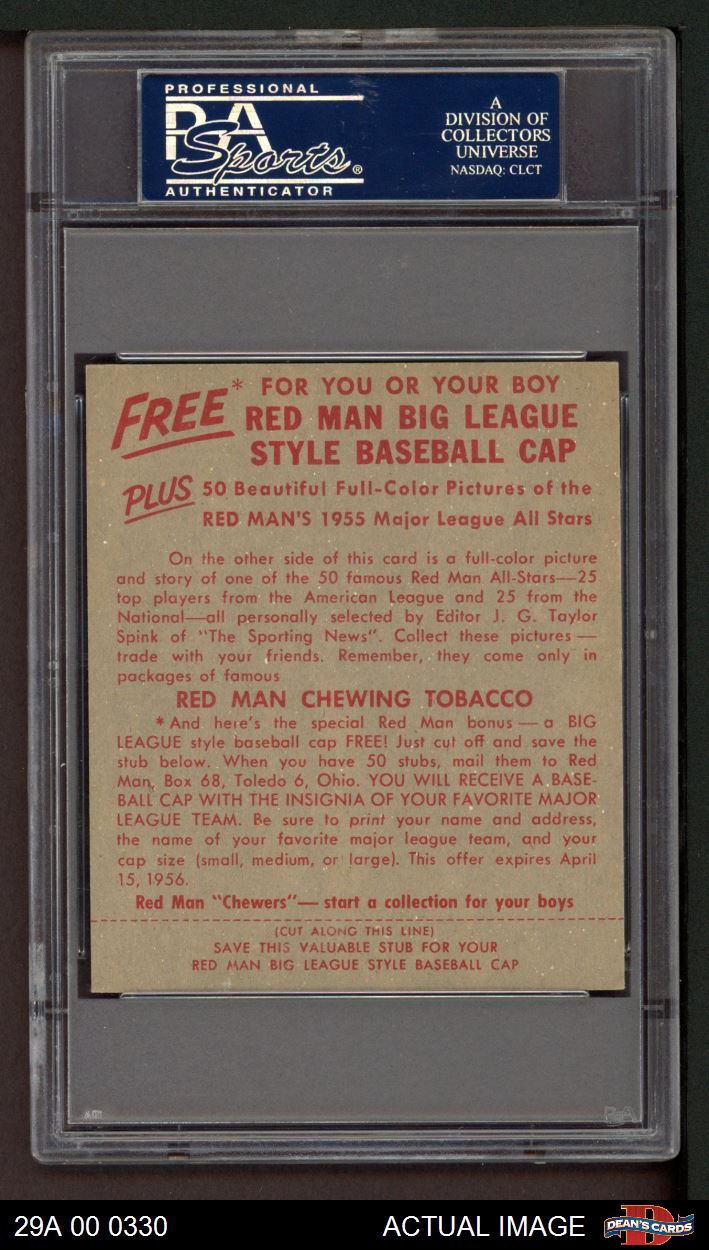 PROFESSIONAL
PSA
Sports®
AUTHENTICATOR
A
DIVISION OF
COLLECTORS
UNIVERSE
NASDAQ: CLCT
FREE* FOR YOU OR YOUR BOY
RED MAN BIG LEAGUE
STYLE BASEBALL CAP
PLUS 50 Beautiful Full-Color Pictures of the
RED MAN'S 1955 Major League All Stars
On the other side of this card is a full-color picture
and story of one of the 50 famous Red Man All-Stars—25
top players from the American League and 25 from the
National—all personally selected by Editor J. G. Taylor
Spink of "The Sporting News". Collect these pictures —
trade with your friends. Remember, they come only in
packages of famous
RED MAN CHEWING TOBACCO
*And here's the special Red Man bonus — a BIG
LEAGUE style baseball cap FREE! Just cut off and save the
stub below. When you have 50 stubs, mail them to Red
Man, Box 68, Toledo 6, Ohio. YOU WILL RECEIVE A BASE-
BALL CAP WITH THE INSIGNIA OF YOUR FAVORITE MAJOR
LEAGUE TEAM. Be sure to print your name and address,
the name of your favorite major league team, and your
cap size (small, medium, or large). This offer expires April
15, 1956.
Red Man "Chewers"— start a collection for your boys
(CUT ALONG THIS LINE)
SAVE THIS VALUABLE STUB FOR YOUR
RED MAN BIG LEAGUE STYLE BASEBALL CAP
PSA
29A 00 0330
ACTUAL IMAGE
DEAN'S CARDS